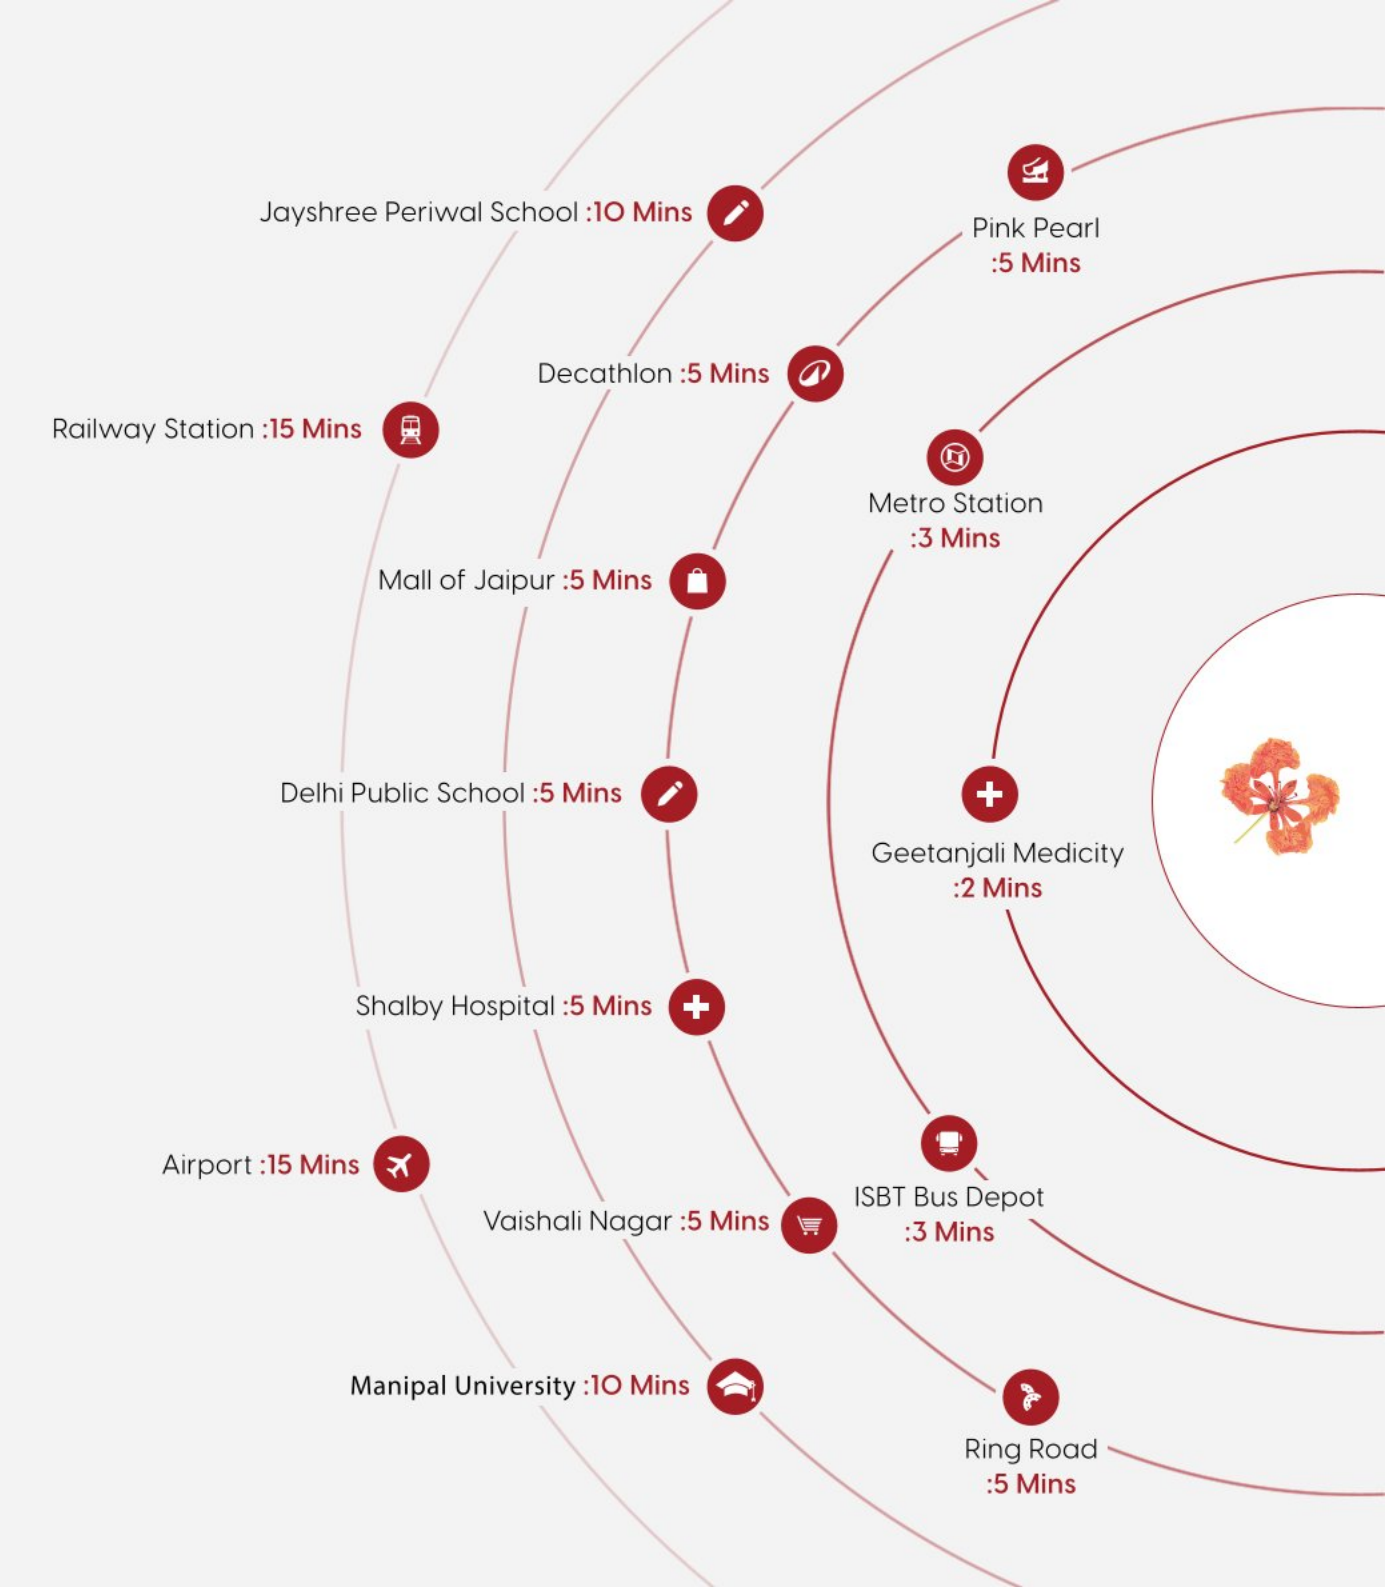 Jayshree Periwal School :10 Mins
Pink Pearl
:5 Mins
Decathlon :5 Mins
Railway Station :15 Mins
Metro Station
:3 Mins
Mall of Jaipur :5 Mins
Delhi Public School :5 Mins
Geetanjali Medicity
:2 Mins
Shalby Hospital :5 Mins
Airport :15 Mins
ISBT Bus Depot
:3 Mins
Vaishali Nagar :5 Mins
Manipal University :10 Mins
Ring Road
:5 Mins